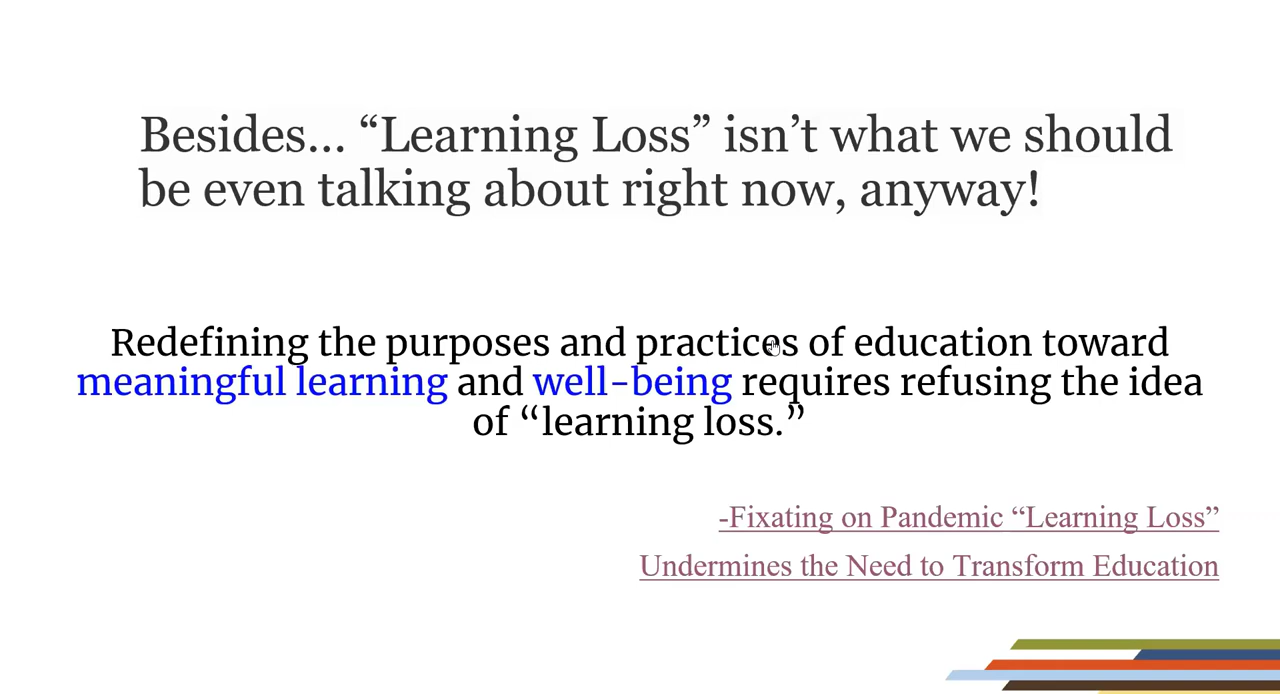 Besides... “Learning Loss” isn’t what we should
be even talking about right now, anyway!
Redefining the purposes and practices of education toward
meaningful learning and well-being requires refusing the idea
of “learning loss.”
-Fixating on Pandemic “Learning Loss”
Undermines the Need to Transform Education